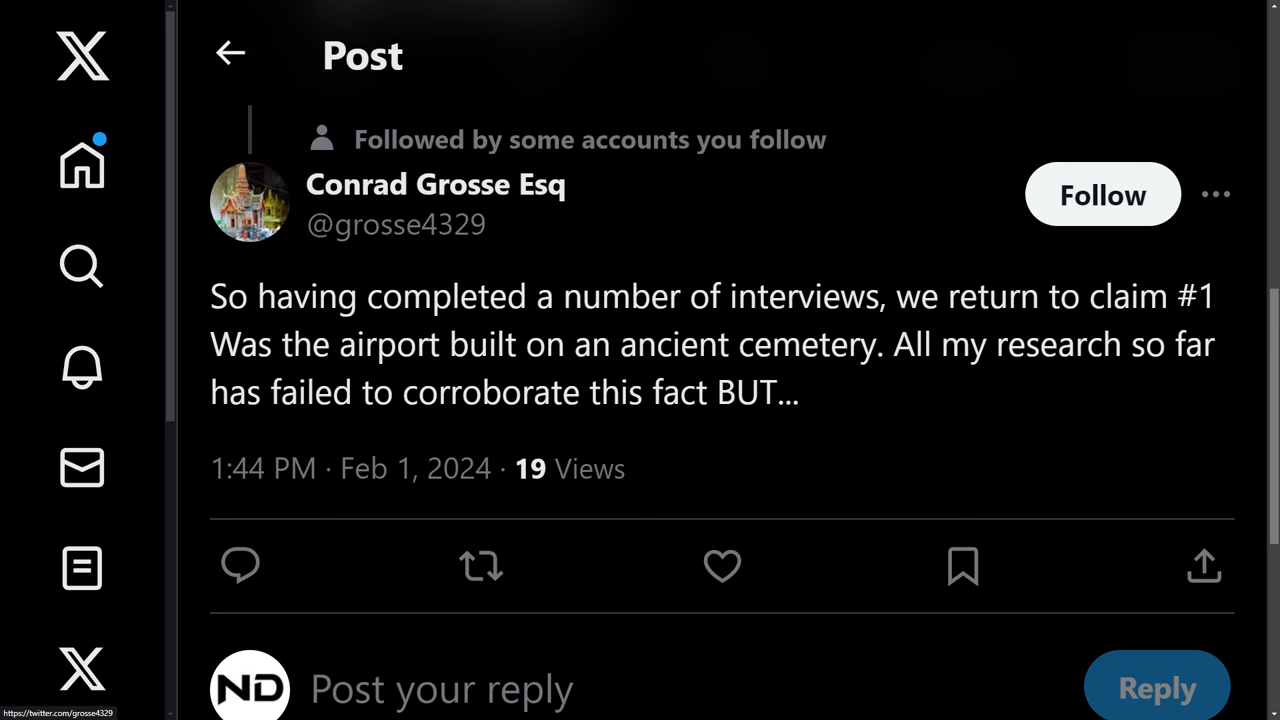 Post
Followed by some accounts you follow
Conrad Grosse Esq
@grosse4329
Follow
So having completed a number of interviews, we return to claim #1
Was the airport built on an ancient cemetery. All my research so far
has failed to corroborate this fact BUT...
1:44 PM · Feb 1, 2024 · 19 Views
ND
Post your reply
Reply
https://twitter.com/grosse4329